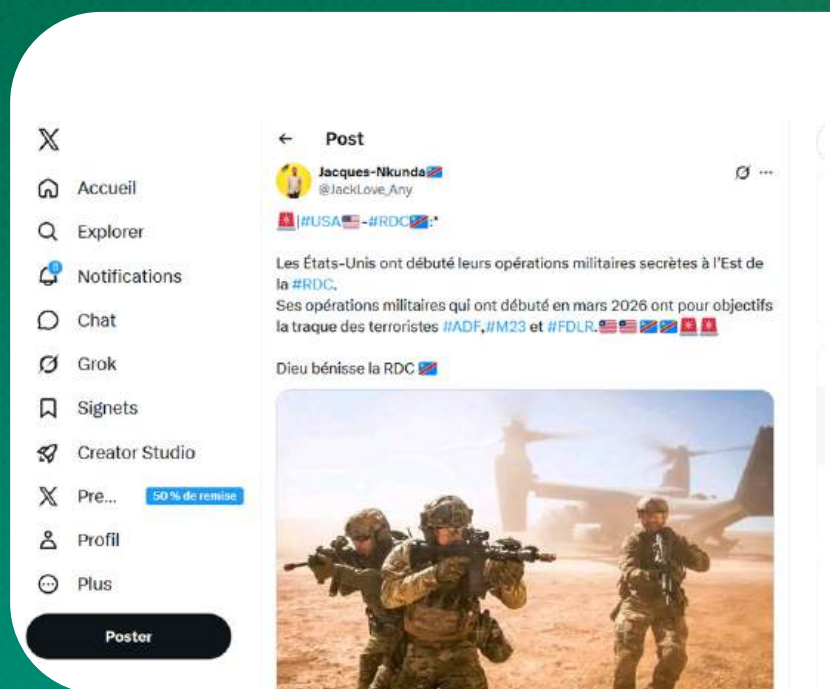 Post
Jacques-Nkunda🇨🇩
@JackLove_Any
🚨|#USA🇺🇸-#RDC🇨🇩:"
Les États-Unis ont débuté leurs opérations militaires secrètes à l'Est de
la #RDC.
Ses opérations militaires qui ont débuté en mars 2026 ont pour objectifs
la traque des terroristes #ADF,#M23 et #FDLR.🇱🇷🇱🇷🇨🇩🇨🇩🚨🚨
Dieu bénisse la RDC 🇨🇩
Accueil
Explorer
Notifications
Chat
Grok
Signets
Creator Studio
Pre... 50 % de remise
Profil
Plus
Poster